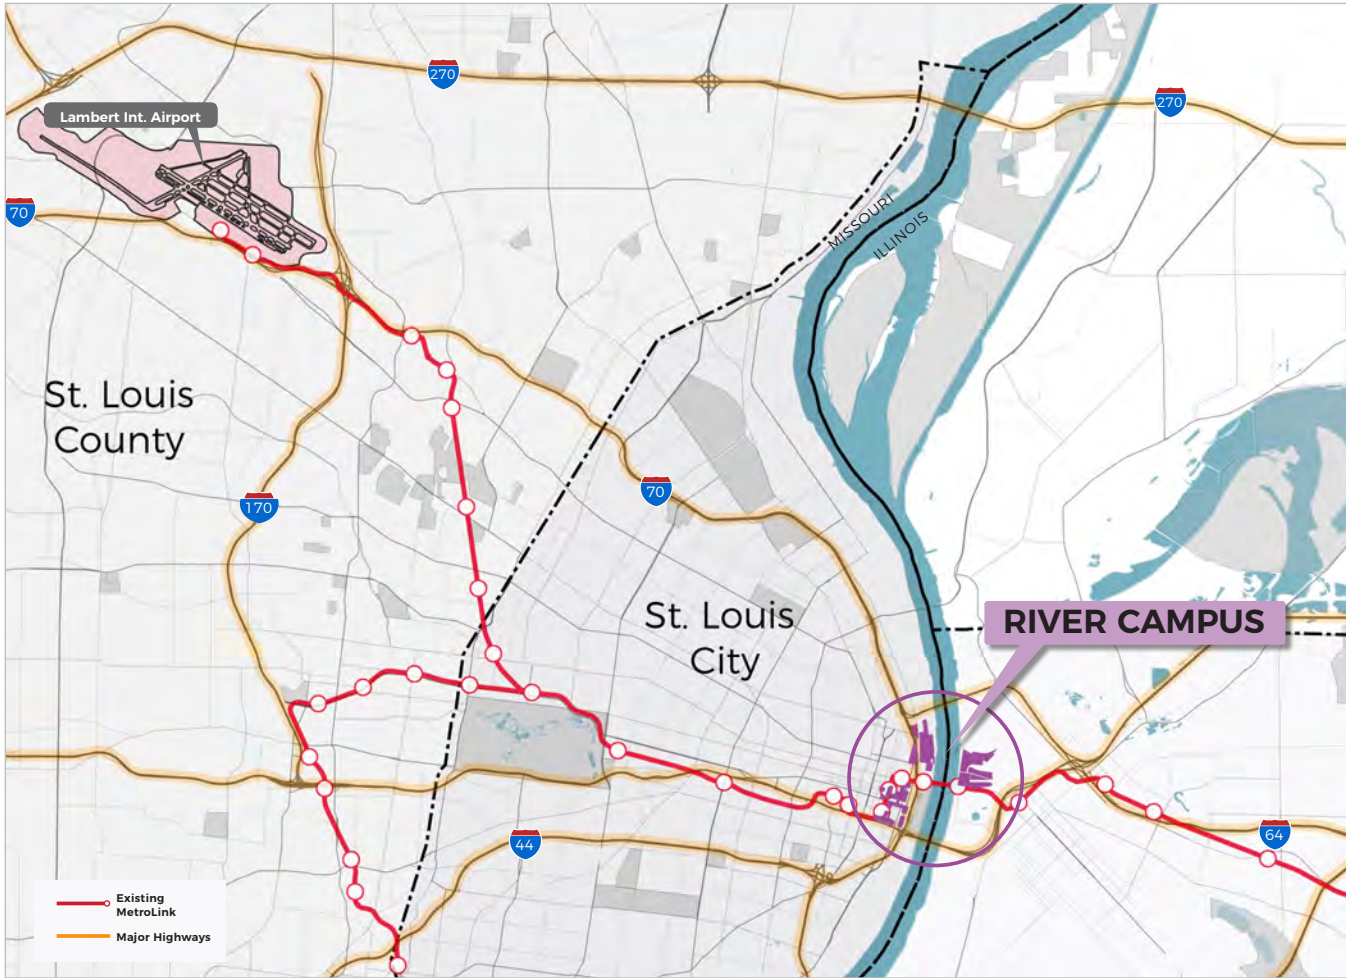 270
270
Lambert Int. Airport
70
MISSOURI
ILLINOIS
St. Louis
County
70
170
St. Louis
City
RIVER CAMPUS
44
64
Existing
MetroLink
Major Highways